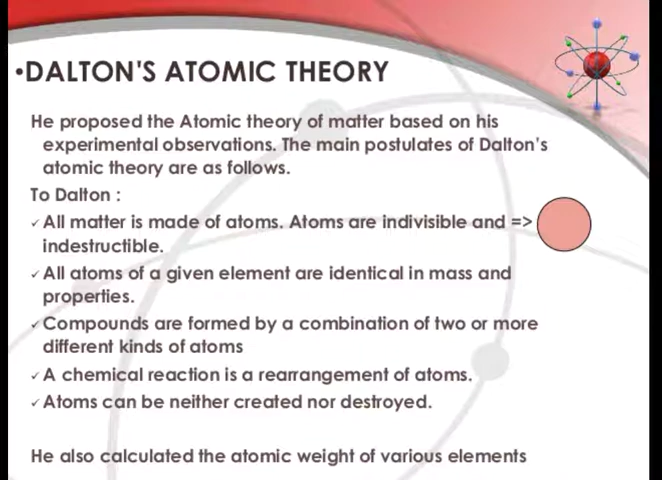 •DALTON'S ATOMIC THEORY
He proposed the Atomic theory of matter based on his
experimental observations. The main postulates of Dalton's
atomic theory are as follows.
To Dalton :
✓All matter is made of atoms. Atoms are indivisible and =>
indestructible.
✓All atoms of a given element are identical in mass and
properties.
✓Compounds are formed by a combination of two or more
different kinds of atoms
✓A chemical reaction is a rearrangement of atoms.
✓Atoms can be neither created nor destroyed.
He also calculated the atomic weight of various elements